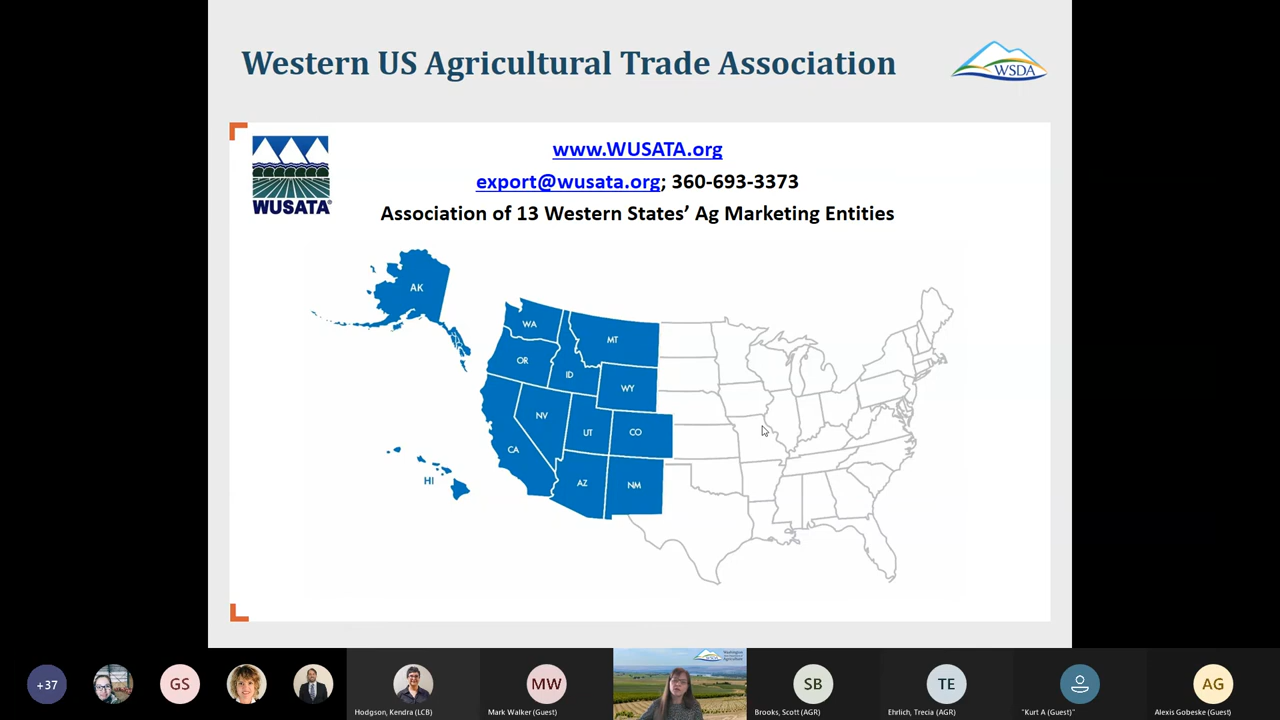 Western US Agricultural Trade Association
WSDA
WUSATA
www.WUSATA.org
export@wusata.org; 360-693-3373
Association of 13 Western States’ Ag Marketing Entities
AK
WA
MT
OR
ID
WY
NV
UT
CO
CA
HI
AZ
NM
+37
GS
MW
SB
TE
AG
Hodgson, Kendra (LCB)
Mark Walker (Guest)
Brooks, Scott (AGR)
Ehrlich, Trecia (AGR)
"Kurt A (Guest)"
Alexis Gobeske (Guest)